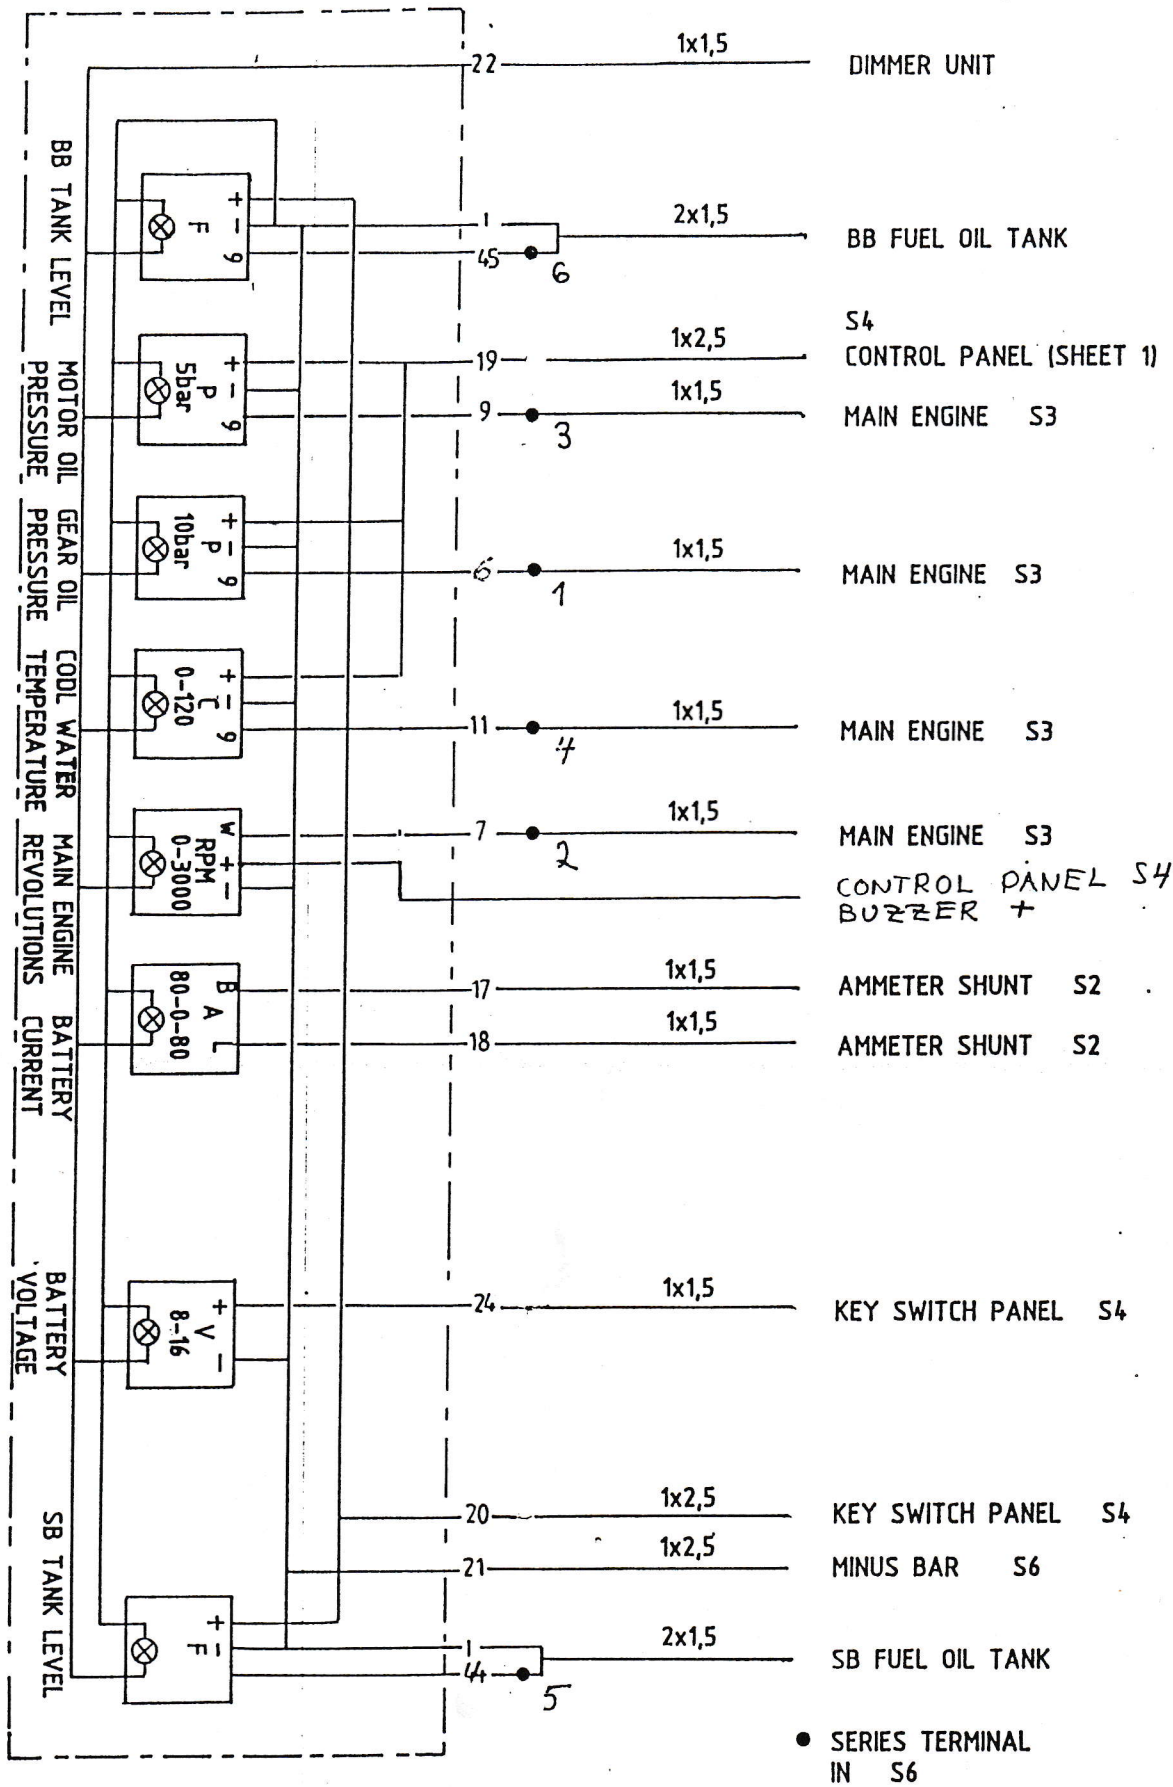 22
1x1,5
DIMMER UNIT
BB TANK LEVEL
+
-
g
F
1
45
6
2x1,5
BB FUEL OIL TANK
MOTOR OIL
PRESSURE
+
-
g
P
5bar
19
1x2,5
S4
CONTROL PANEL (SHEET 1)
9
3
1x1,5
MAIN ENGINE S3
GEAR OIL
PRESSURE
+
-
g
P
10bar
6
1
1x1,5
MAIN ENGINE S3
COOL WATER
TEMPERATURE
+
-
g
C
0-120
11
4
1x1,5
MAIN ENGINE S3
MAIN ENGINE
REVOLUTIONS
W
+
-
RPM
0-3000
7
2
1x1,5
MAIN ENGINE S3
CONTROL PANEL S4
BUZZER +
BATTERY
CURRENT
B
A
L
80-0-80
17
1x1,5
AMMETER SHUNT S2
18
1x1,5
AMMETER SHUNT S2
BATTERY
VOLTAGE
+
V
-
8-16
24
1x1,5
KEY SWITCH PANEL S4
20
1x2,5
KEY SWITCH PANEL S4
21
1x2,5
MINUS BAR S6
SB TANK LEVEL
+
-
F
1
44
5
2x1,5
SB FUEL OIL TANK
● SERIES TERMINAL
IN S6